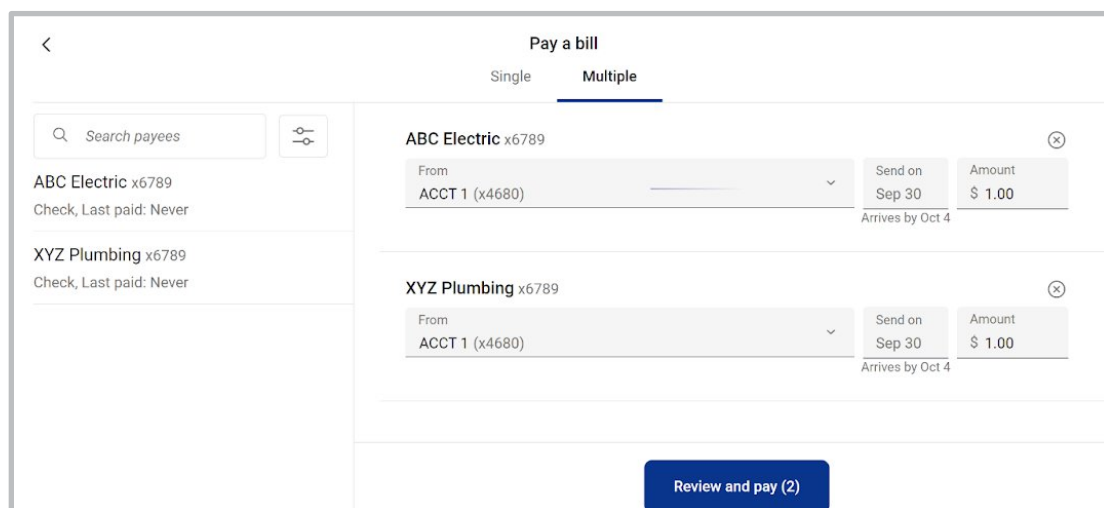 Pay a bill
Single Multiple
Search payees
ABC Electric x6789
Check, Last paid: Never
XYZ Plumbing x6789
Check, Last paid: Never
ABC Electric x6789
From
ACCT 1 (x4680)
Send on
Sep 30
Arrives by Oct 4
Amount
$ 1.00
XYZ Plumbing x6789
From
ACCT 1 (x4680)
Send on
Sep 30
Arrives by Oct 4
Amount
$ 1.00
Review and pay (2)